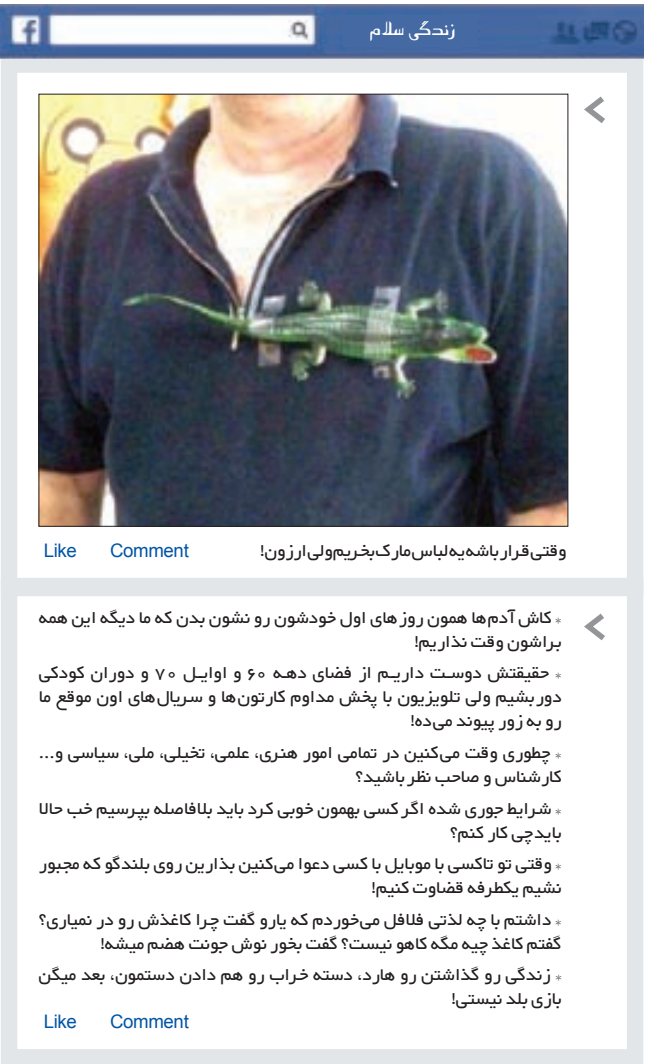 f
زندگی سلام
وقتی قرار باشه یه لباس مارک بخریم ولی ارزون!
Like Comment
* کاش آدم‌ها همون روزهای اول خودشون رو نشون بدن که ما دیگه این همه
براشون وقت نذاریم!
* حقیقتش دوست داریم از فضای دهه ۶۰ و اوایل ۷۰ و دوران کودکی
دور بشیم ولی تلویزیون با پخش مداوم کارتون‌ها و سریال‌های اون موقع ما
رو به زور پیوند می‌ده!
* چطوری وقت می‌کنین در تمامی امور هنری، علمی، تخیلی، ملی، سیاسی و...
کارشناس و صاحب نظر باشید؟
* شرایط جوری شده اگر کسی بهمون خوبی کرد باید بلافاصله بپرسیم خب حالا
باید چی کار کنم؟
* وقتی تو تاکسی با موبایل با کسی دعوا می‌کنین بذارین روی بلندگو که مجبور
نشیم یکطرفه قضاوت کنیم!
* داشتم با چه لذتی فلافل می‌خوردم که یارو گفت چرا کاغذش رو در نمیاری؟
گفتم کاغذ چیه مگه کاهو نیست؟ گفت بخور نوش جونت هضم میشه!
* زندگی رو گذاشتن رو هارد، دسته خراب رو هم دادن دستمون، بعد میگن
بازی بلد نیستی!
Like Comment